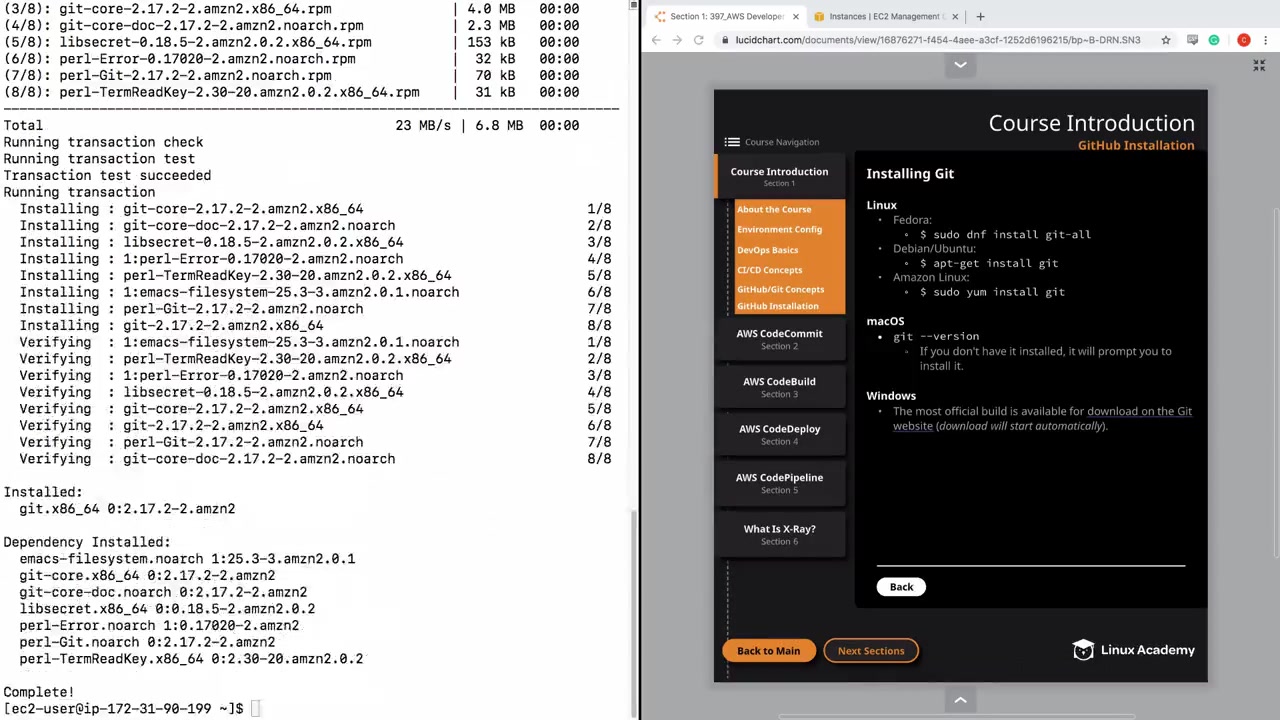 (3/8): git-core-2.17.2-2.amzn2.x86_64.rpm | 4.0 MB 00:00
(4/8): git-core-doc-2.17.2-2.amzn2.noarch.rpm | 2.3 MB 00:00
(5/8): libsecret-0.18.5-2.amzn2.0.2.x86_64.rpm | 153 kB 00:00
(6/8): perl-Error-0.17020-2.amzn2.noarch.rpm | 32 kB 00:00
(7/8): perl-Git-2.17.2-2.amzn2.noarch.rpm | 70 kB 00:00
(8/8): perl-TermReadKey-2.30-20.amzn2.0.2.x86_64.rpm | 31 kB 00:00
Total 23 MB/s | 6.8 MB 00:00
Running transaction check
Running transaction test
Transaction test succeeded
Running transaction
Installing : git-core-2.17.2-2.amzn2.x86_64 1/8
Installing : git-core-doc-2.17.2-2.amzn2.noarch 2/8
Installing : libsecret-0.18.5-2.amzn2.0.2.x86_64 3/8
Installing : 1:perl-Error-0.17020-2.amzn2.noarch 4/8
Installing : perl-TermReadKey-2.30-20.amzn2.0.2.x86_64 5/8
Installing : 1:emacs-filesystem-25.3-3.amzn2.0.1.noarch 6/8
Installing : perl-Git-2.17.2-2.amzn2.noarch 7/8
Installing : git-2.17.2-2.amzn2.x86_64 8/8
Verifying : 1:emacs-filesystem-25.3-3.amzn2.0.1.noarch 1/8
Verifying : perl-TermReadKey-2.30-20.amzn2.0.2.x86_64 2/8
Verifying : 1:perl-Error-0.17020-2.amzn2.noarch 3/8
Verifying : libsecret-0.18.5-2.amzn2.0.2.x86_64 4/8
Verifying : git-core-2.17.2-2.amzn2.x86_64 5/8
Verifying : git-2.17.2-2.amzn2.x86_64 6/8
Verifying : perl-Git-2.17.2-2.amzn2.noarch 7/8
Verifying : git-core-doc-2.17.2-2.amzn2.noarch 8/8
Installed:
git.x86_64 0:2.17.2-2.amzn2
Dependency Installed:
emacs-filesystem.noarch 1:25.3-3.amzn2.0.1
git-core.x86_64 0:2.17.2-2.amzn2
git-core-doc.noarch 0:2.17.2-2.amzn2
libsecret.x86_64 0:0.18.5-2.amzn2.0.2
perl-Error.noarch 1:0.17020-2.amzn2
perl-Git.noarch 0:2.17.2-2.amzn2
perl-TermReadKey.x86_64 0:2.30-20.amzn2.0.2
Complete!
[ec2-user@ip-172-31-90-199 ~]$
Section 1: 397_AWS Developer
Instances | EC2 Management C
lucidchart.com/documents/view/16876271-f454-4aee-a3cf-1252d6196215/bp~B-DRN.SN3
C
Course Introduction
GitHub Installation
Course Navigation
Course Introduction
Section 1
About the Course
Environment Config
DevOps Basics
CI/CD Concepts
GitHub/Git Concepts
GitHub Installation
AWS CodeCommit
Section 2
AWS CodeBuild
Section 3
AWS CodeDeploy
Section 4
AWS CodePipeline
Section 5
What Is X-Ray?
Section 6
Installing Git
Linux
• Fedora:
◦ $ sudo dnf install git-all
• Debian/Ubuntu:
◦ $ apt-get install git
• Amazon Linux:
◦ $ sudo yum install git
macOS
• git --version
◦ If you don't have it installed, it will prompt you to
install it.
Windows
• The most official build is available for download on the Git
website (download will start automatically).
Back
Back to Main
Next Sections
Linux Academy